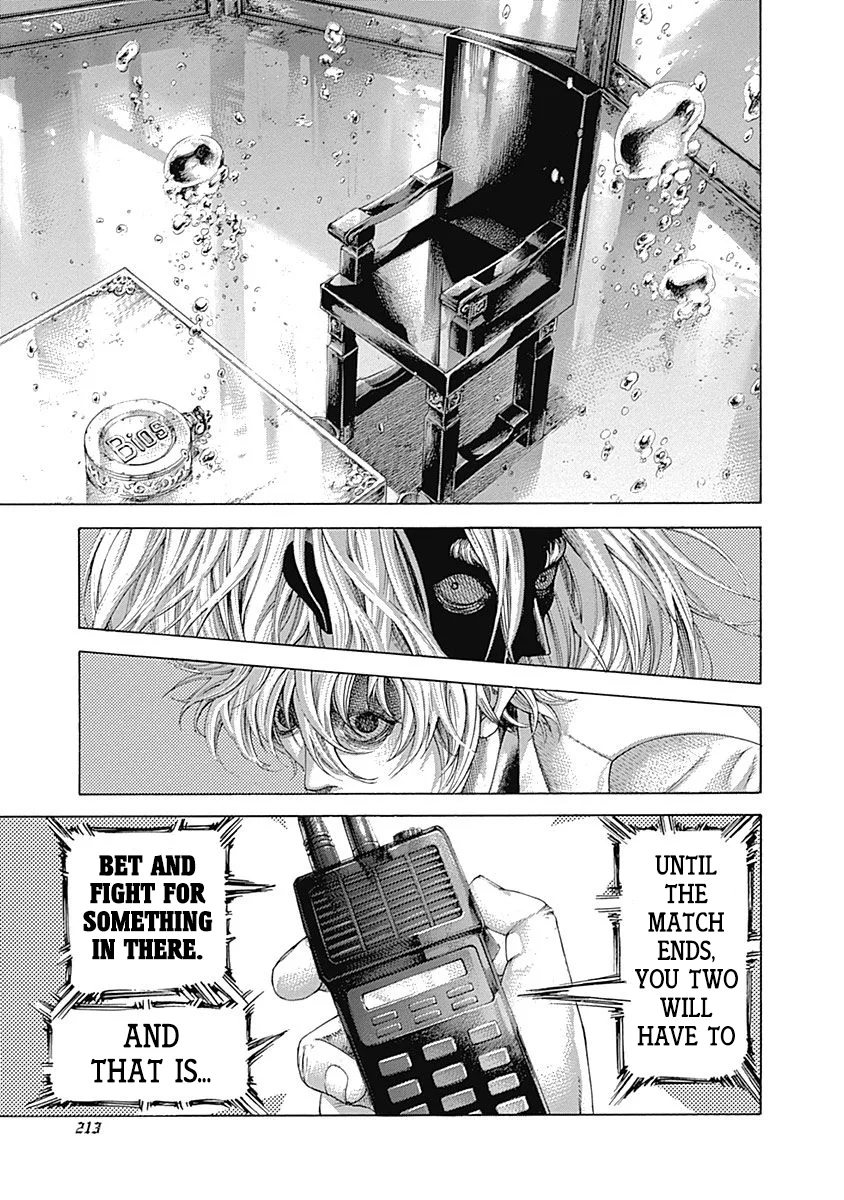 Bios
UNTIL
THE
MATCH
ENDS,
YOU TWO
WILL
HAVE TO
BET AND
FIGHT FOR
SOMETHING
IN THERE.
AND
THAT IS...
213